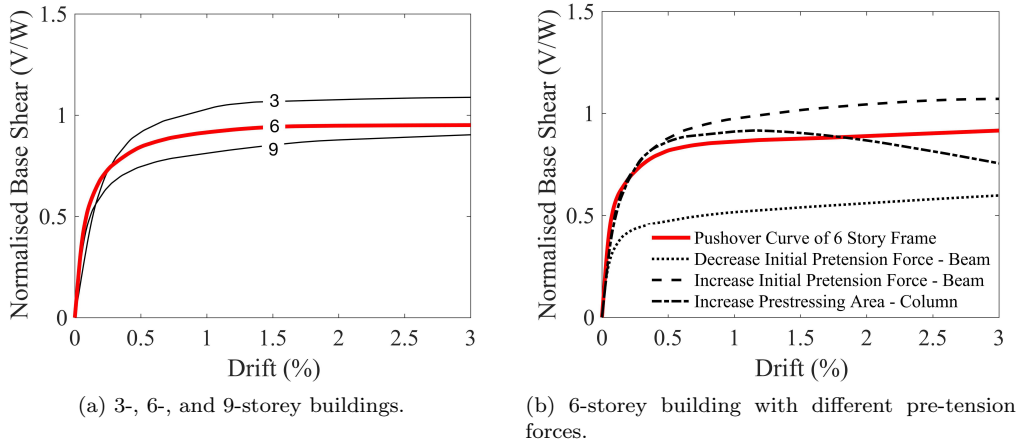 Normalised Base Shear (V/W)
1.5
1
0.5
0
3
6
9
0 0.5 1 1.5 2 2.5 3
Drift (%)
(a) 3-, 6-, and 9-storey buildings.
Normalised Base Shear (V/W)
1.5
1
0.5
0
Pushover Curve of 6 Story Frame
Decrease Initial Pretension Force - Beam
Increase Initial Pretension Force - Beam
Increase Prestressing Area - Column
0 0.5 1 1.5 2 2.5 3
Drift (%)
(b) 6-storey building with different pre-tension
forces.